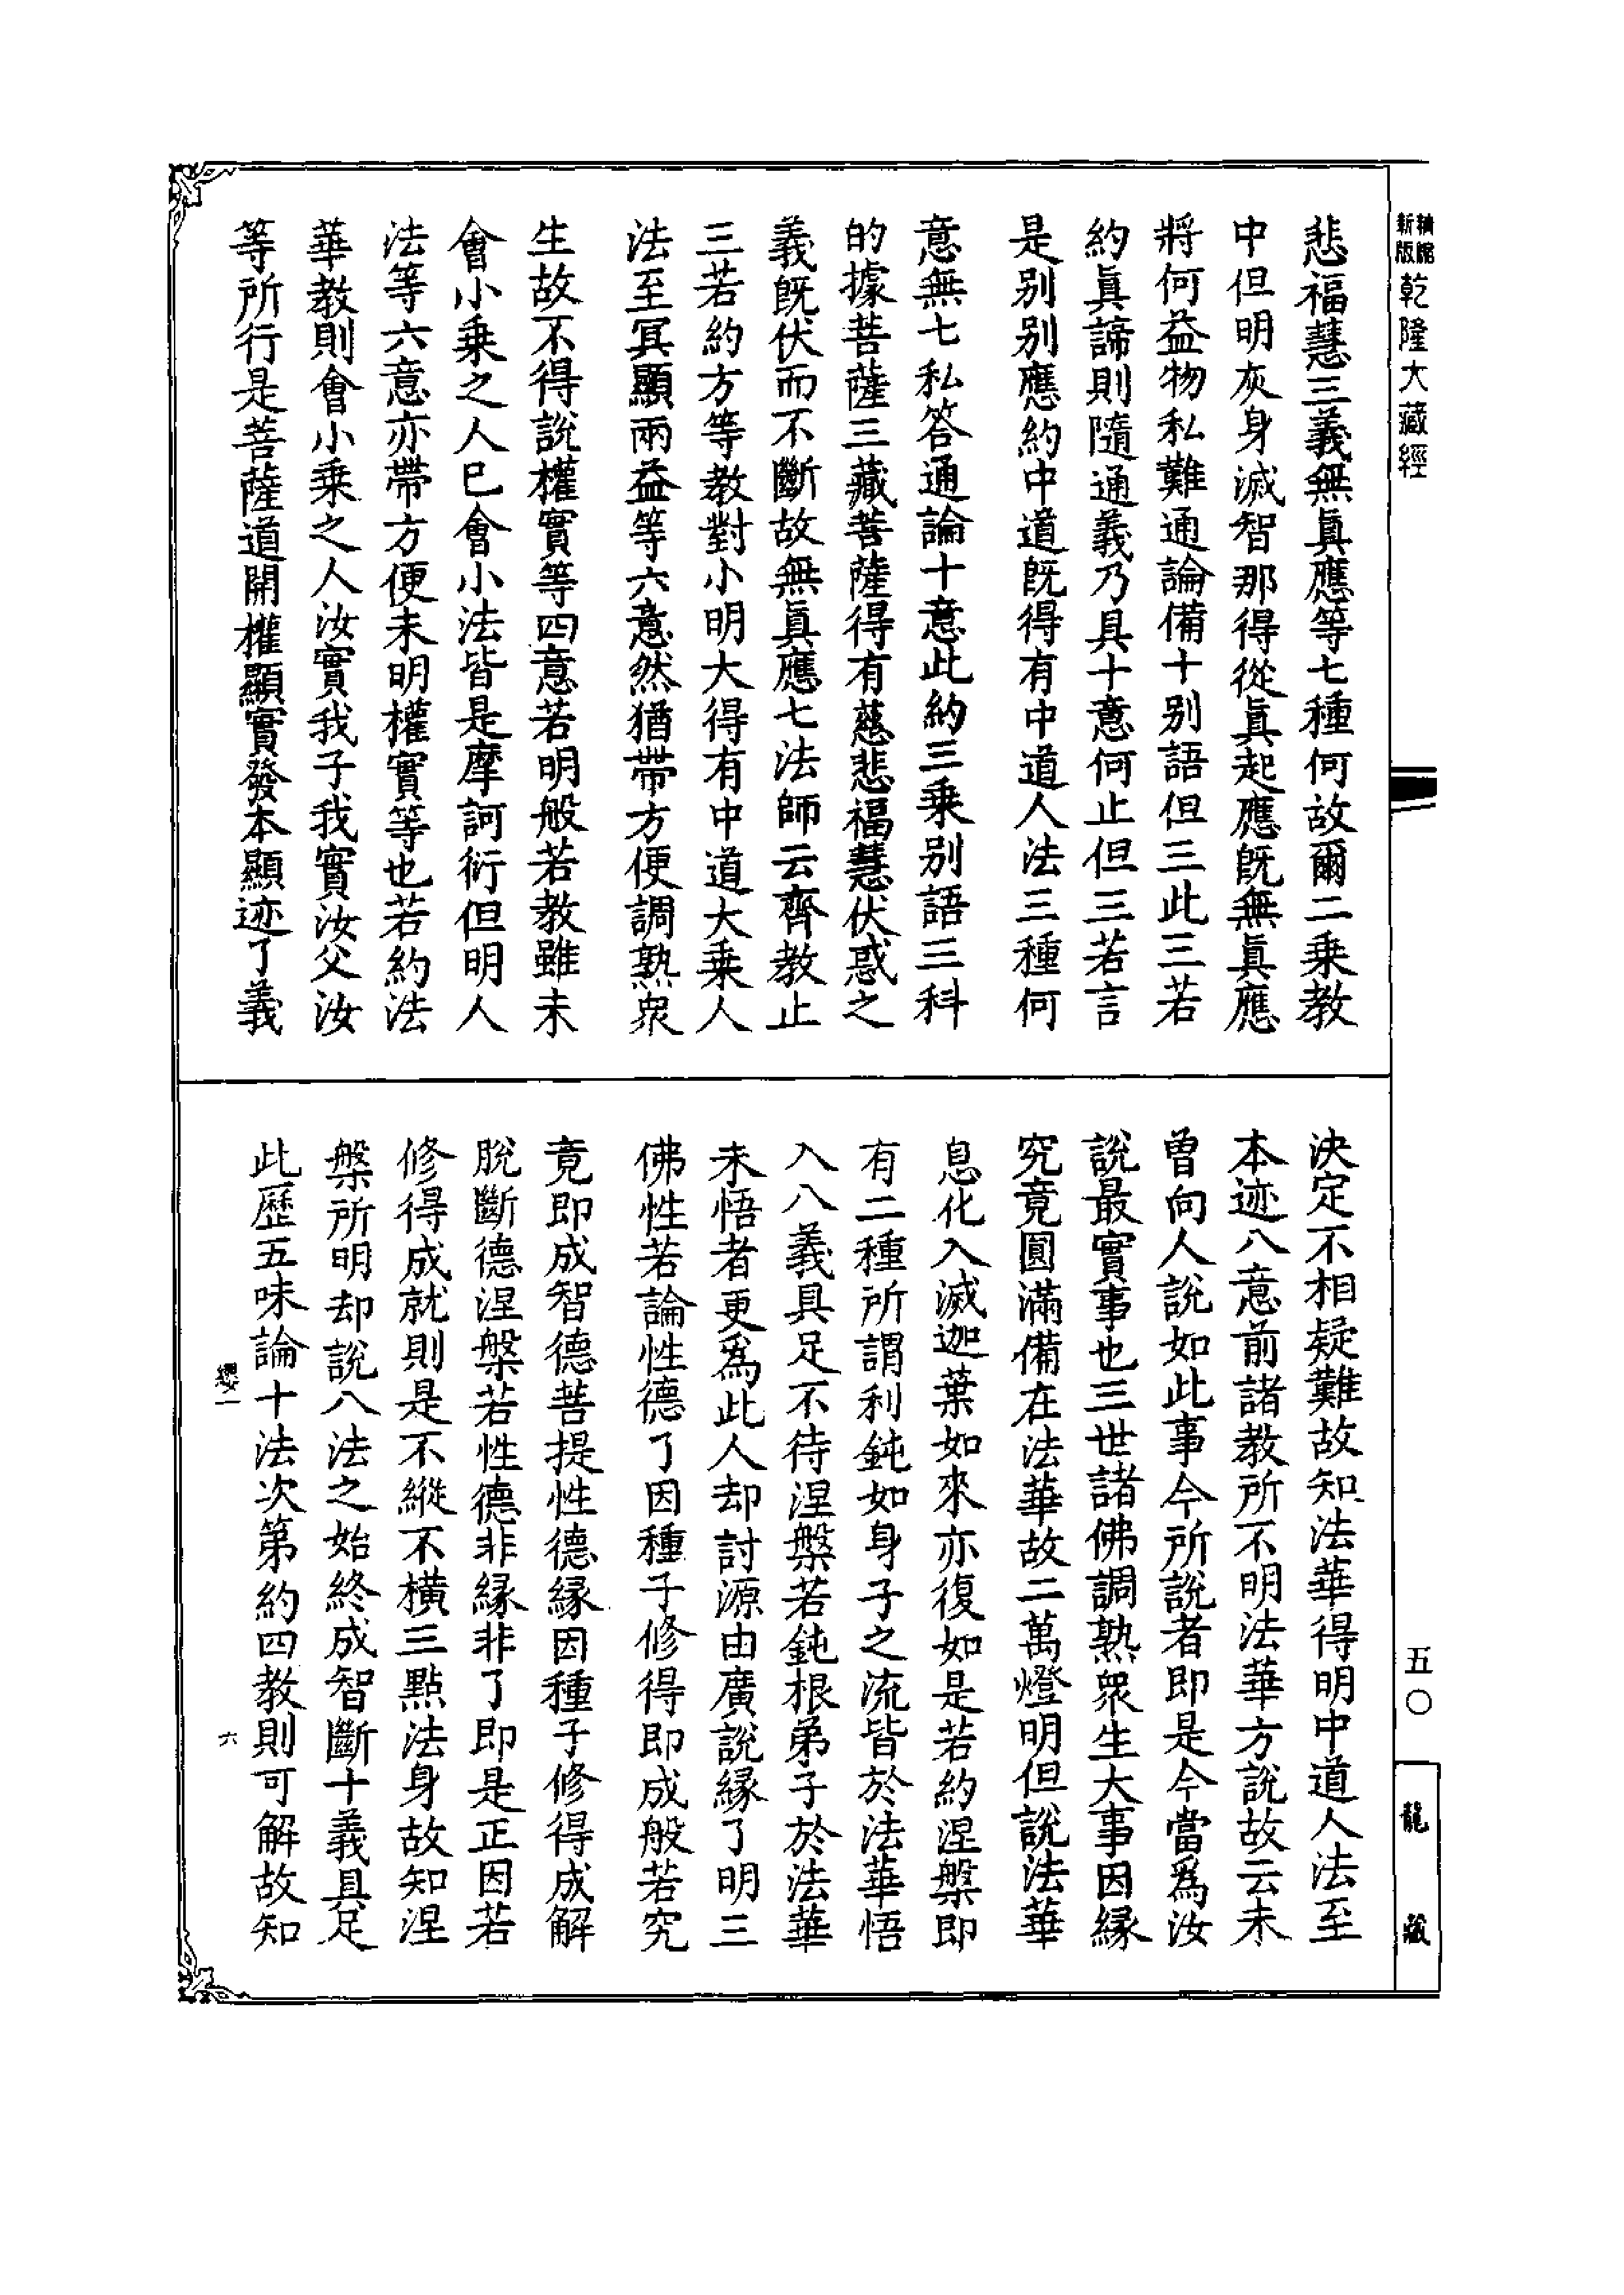 新版 精縮 乾隆大藏經
五〇
龍藏
悲福慧三義無眞應等七種何故爾二乗教
中但明灰身滅智那得從眞起應既無眞應
將何益物私難通論備十別語但三此三若
約眞諦則隨通義乃具十意何止但三若言
是別別應約中道既得有中道人法三種何
意無七私答通論十意此約三乗別語三科
的據菩薩三藏菩薩得有慈悲福慧伏惑之
義既伏而不斷故無眞應七法師云齊教止
三若約方等教對小明大得有中道大乗人
法至冥顯兩益等六意然猶帶方便調熟衆
生故不得説權實等四意若明般若教雖未
會小乗之人已會小法皆是摩訶衍但明人
法等六意亦帶方便未明權實等也若約法
華教則會小乗之人汝實我子我實汝父汝
等所行是菩薩道開權顯實發本顯迹了義
決定不相疑難故知法華得明中道人法至
本迹八意前諸教所不明法華方説故云未
曾向人説如此事今所説者即是今當爲汝
説最實事也三世諸佛調熟衆生大事因縁
究竟圓滿備在法華故二萬燈明但説法華
息化入滅迦葉如來亦復如是若約涅槃即
有二種所謂利鈍如身子之流皆於法華悟
入八義具足不待涅槃若鈍根弟子於法華
未悟者更爲此人却討源由廣説縁了明三
佛性若論性德了因種子修得即成般若究
竟即成智德菩提性德縁因種子修得成解
脱斷德涅槃若性德非縁非了即是正因若
修得成就則是不縱不横三點法身故知涅
槃所明却説八法之始終成智斷十義具足
此歷五味論十法次第約四教則可解故知
纓一
六